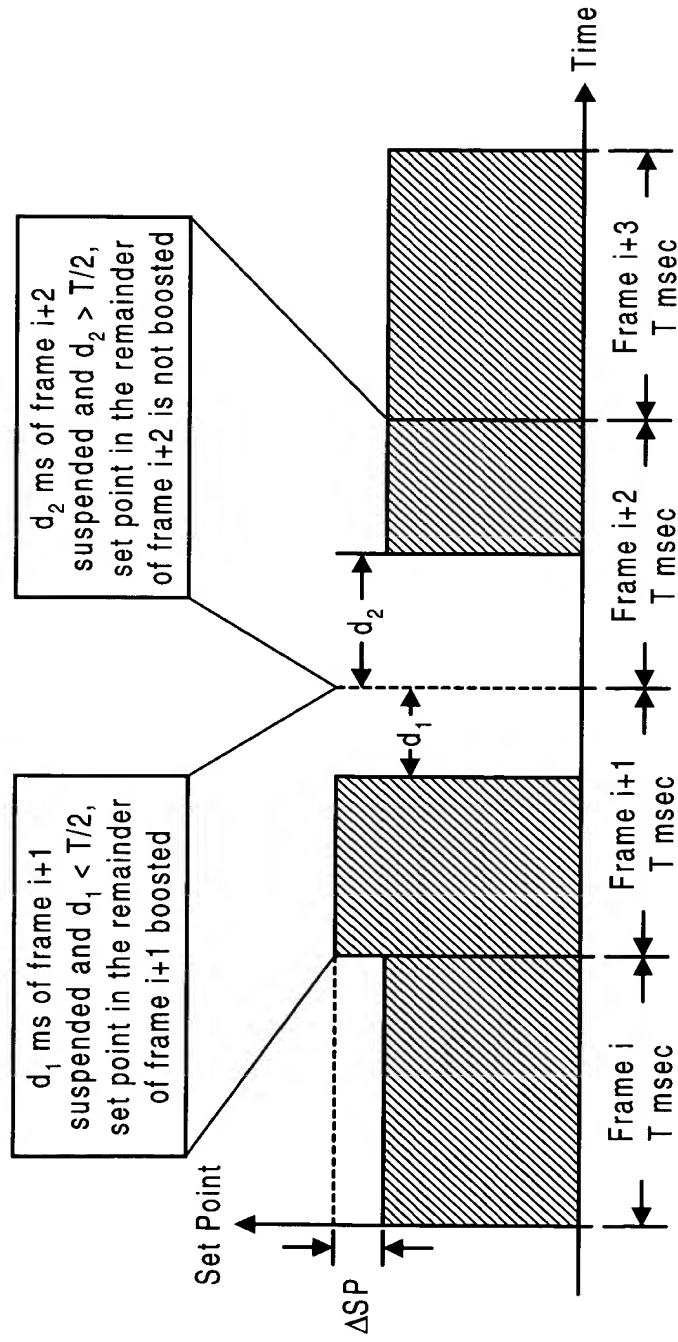 d₁ ms of frame i+1
suspended and d₁ < T/2,
set point in the remainder
of frame i+1 boosted
d₂ ms of frame i+2
suspended and d₂ > T/2,
set point in the remainder
of frame i+2 is not boosted
Set Point
ΔSP
d₁
d₂
Time
Frame i
T msec
Frame i+1
T msec
Frame i+2
T msec
Frame i+3
T msec